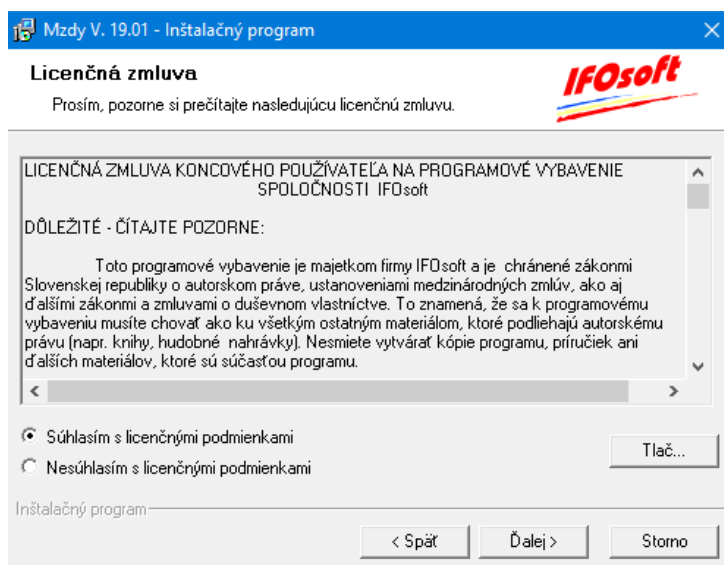 Mzdy V. 19.01 - Inštalačný program
Licenčná zmluva
IFOsoft
Prosím, pozorne si prečítajte nasledujúcu licenčnú zmluvu.
LICENČNÁ ZMLUVA KONCOVÉHO POUŽÍVATEĽA NA PROGRAMOVÉ VYBAVENIE
SPOLOČNOSTI IFOsoft
DÔLEŽITÉ - ČÍTAJTE POZORNE:
Toto programové vybavenie je majetkom firmy IFOsoft a je chránené zákonmi
Slovenskej republiky o autorskom práve, ustanoveniami medzinárodných zmlúv, ako aj
ďalšími zákonmi a zmluvami o duševnom vlastníctve. To znamená, že sa k programovému
vybaveniu musíte chovať ako ku všetkým ostatným materiálom, ktoré podliehajú autorskému
právu (napr. knihy, hudobné nahrávky). Nesmiete vytvárať kópie programu, príručiek ani
ďalších materiálov, ktoré sú súčasťou programu.
Súhlasím s licenčnými podmienkami
Tlač...
Nesúhlasím s licenčnými podmienkami
Inštalačný program
< Späť
Ďalej >
Storno